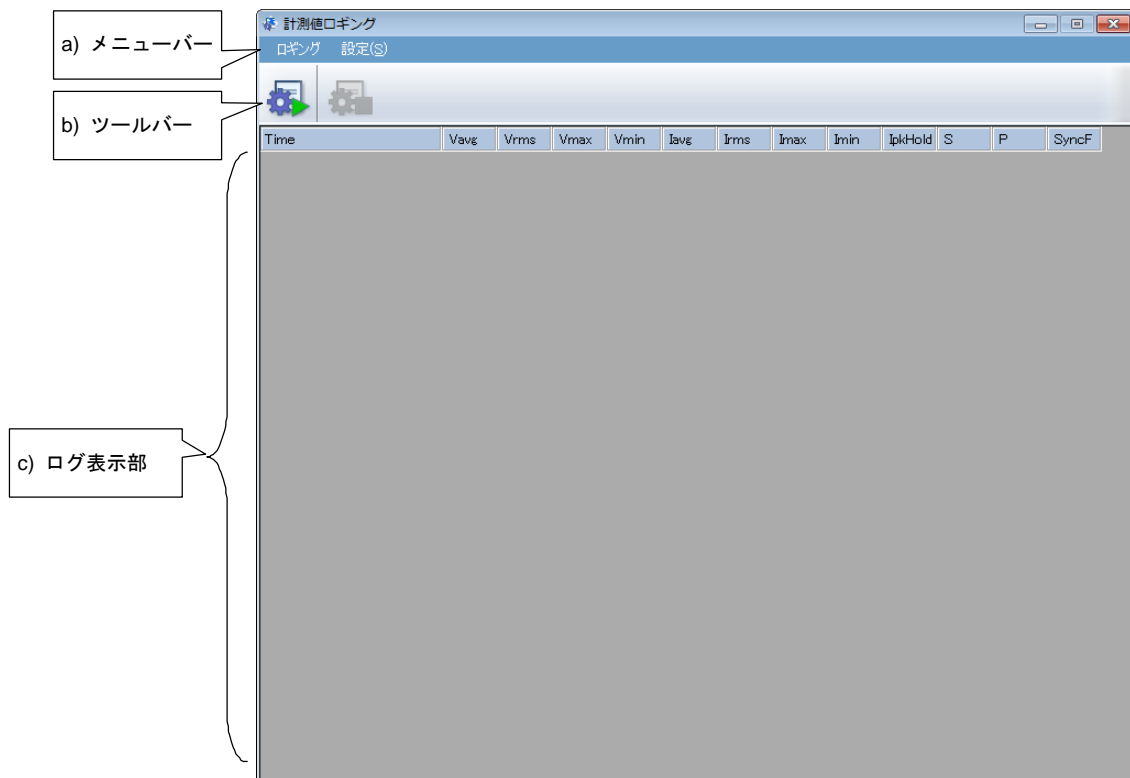 計測値ロギング
a) メニューバー
ロギング 設定(S)
b) ツールバー
Time Vavg Vrms Vmax Vmin Iavg Irms Imax Imin IpkHold S P SyncF
c) ログ表示部